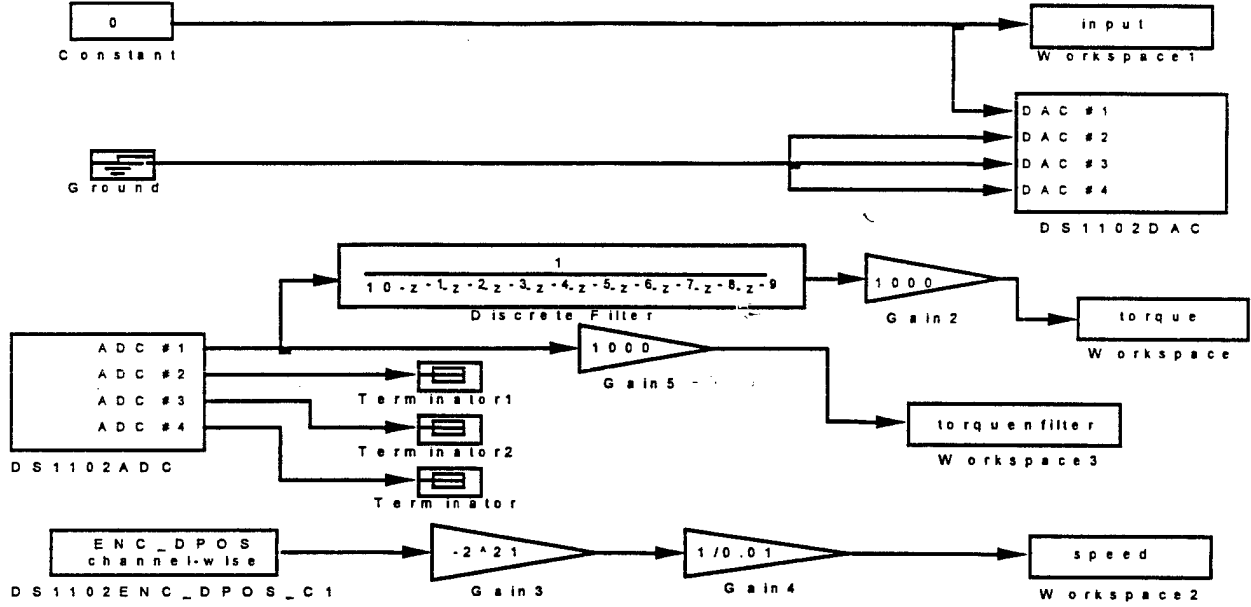 0
input
Constant
Workspace1
DAC #1
DAC #2
DAC #3
DAC #4
Ground
DS1102DAC
1
10-z-1-z-2-z-3-z-4-z-5-z-6-z-7-z-8-z-9
Discrete Filter
1000
Gain2
torque
Workspace
ADC #1
ADC #2
ADC #3
ADC #4
DS1102ADC
1000
Gain5
Terminator1
Terminator2
Terminator
torquenfilter
Workspace3
ENC_DPOS
channel-wise
DS1102ENC_DPOS_C1
-2^21
Gain3
1/0.01
Gain4
speed
Workspace2